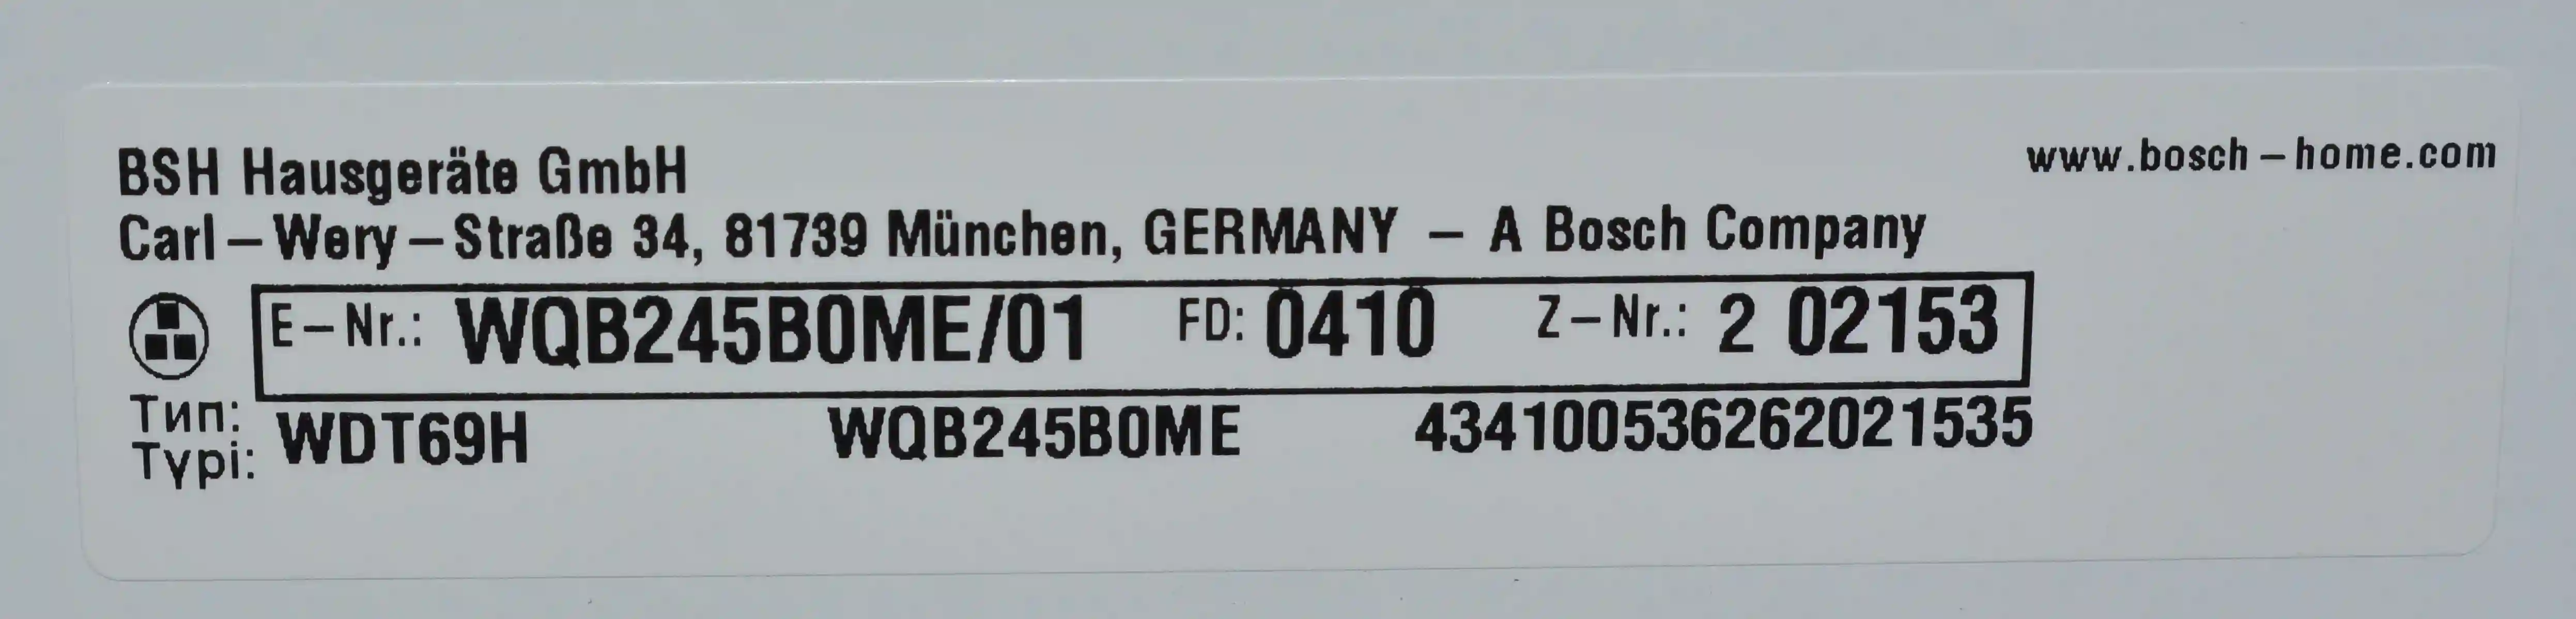 BSH Hausgeräte GmbH
www.bosch-home.com
Carl-Wery-Straße 34, 81739 München, GERMANY - A Bosch Company
E-Nr.: WQB245B0ME/01 FD: 0410 Z-Nr.: 2 02153
Тип:
Typi: WDT69H WQB245B0ME 434100536262021535